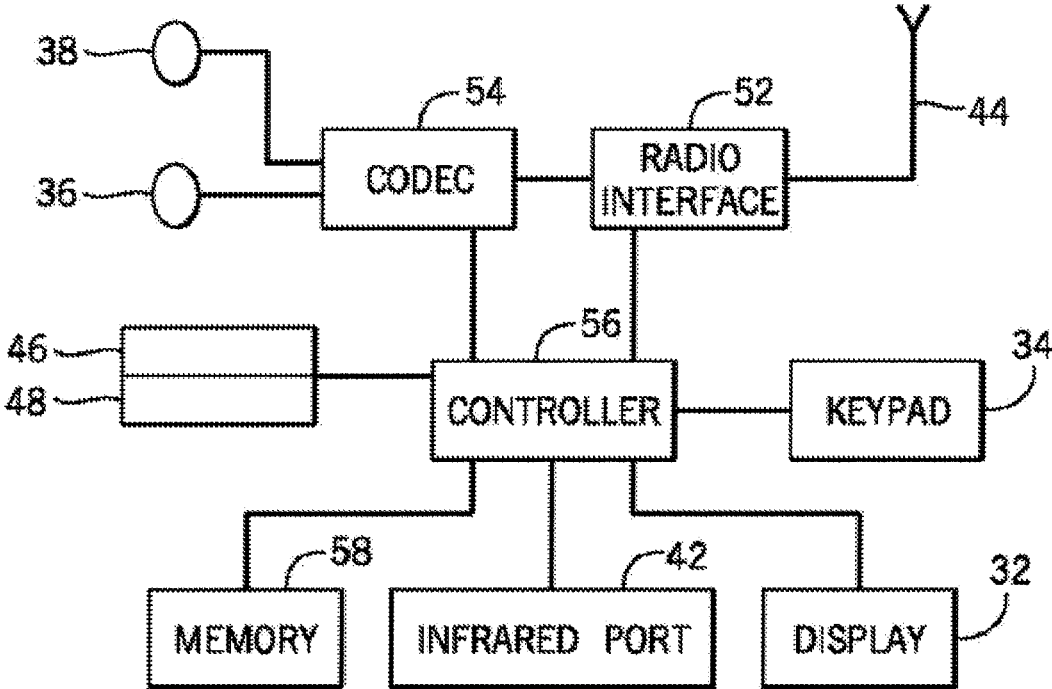 38
54
52
44
CODEC
RADIO
INTERFACE
36
46
56
34
48
CONTROLLER
KEYPAD
58
42
32
MEMORY
INFRARED PORT
DISPLAY